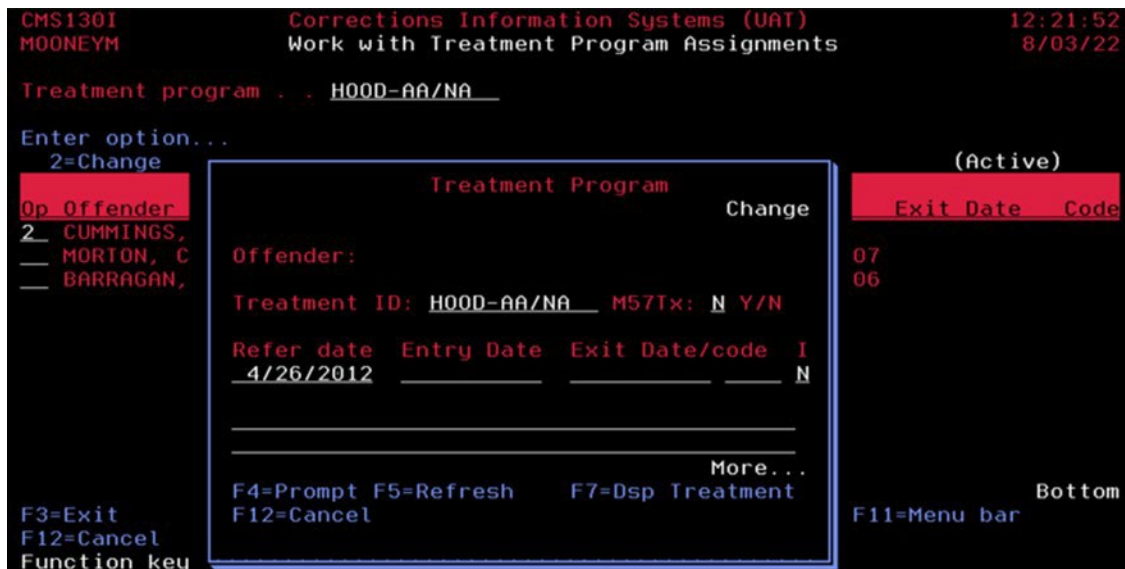 CMS130I Corrections Information Systems (UAT) 12:21:52
MOONEYM Work with Treatment Program Assignments 8/03/22
Treatment program . . HOOD-AA/NA
Enter option...
2=Change (Active)
Treatment Program
Change
Op Offender Exit Date Code
2 CUMMINGS,
MORTON, C Offender: 07
BARRAGAN, 06
Treatment ID: HOOD-AA/NA M57Tx: N Y/N
Refer date Entry Date Exit Date/code I
4/26/2012 N
More...
F4=Prompt F5=Refresh F7=Dsp Treatment Bottom
F3=Exit F12=Cancel F11=Menu bar
F12=Cancel
Function key